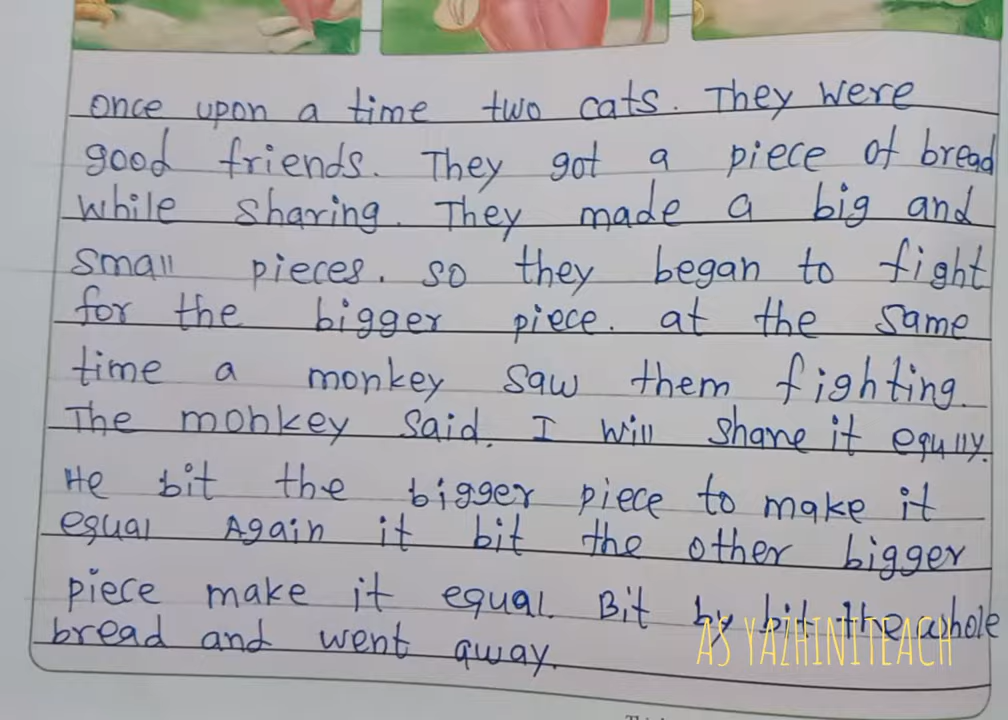 once upon a time two cats. They were
good friends. They got a piece of bread
while sharing. They made a big and
small pieces. so they began to fight
for the bigger piece. at the same
time a monkey saw them fighting.
The monkey said. I will share it eqully.
He bit the bigger piece to make it
equal Again it bit the other bigger
piece make it equal. Bit by bit the whole
bread and went away.
AS YAZHINITEACH